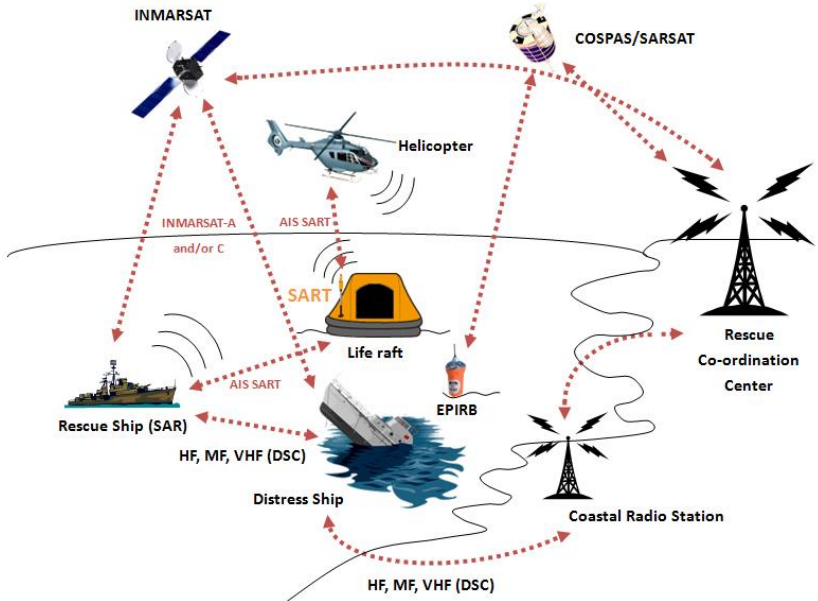 INMARSAT
COSPAS/SARSAT
Helicopter
INMARSAT-A
and/or C
AIS SART
SART
Life raft
Rescue
Co-ordination
Center
AIS SART
EPIRB
Rescue Ship (SAR)
HF, MF, VHF (DSC)
Distress Ship
Coastal Radio Station
HF, MF, VHF (DSC)